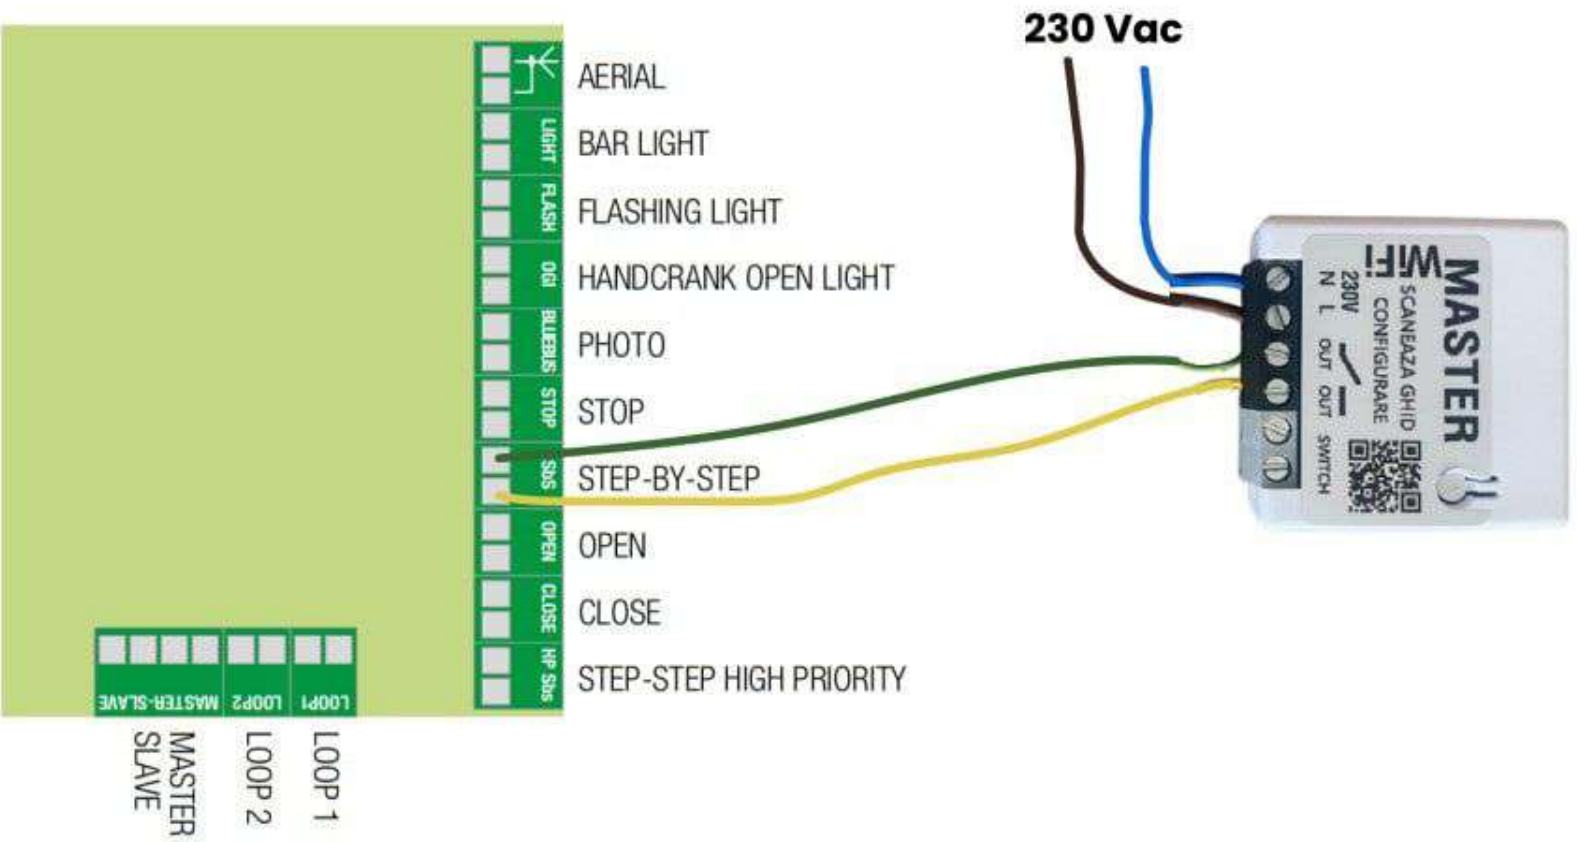 230 Vac
AERIAL
LIGHT
BAR LIGHT
FLASH
FLASHING LIGHT
OGI
HANDCRANK OPEN LIGHT
BLUEBUS
PHOTO
STOP
STOP
SbS
STEP-BY-STEP
OPEN
OPEN
CLOSE
CLOSE
HP Sbs
STEP-STEP HIGH PRIORITY
MASTER-SLAVE
LOOP2
LOOP1
MASTER
SLAVE
LOOP 2
LOOP 1
MASTER
WiFi
SCANEAZA GHID
CONFIGURARE
230V
N L OUT OUT SWITCH